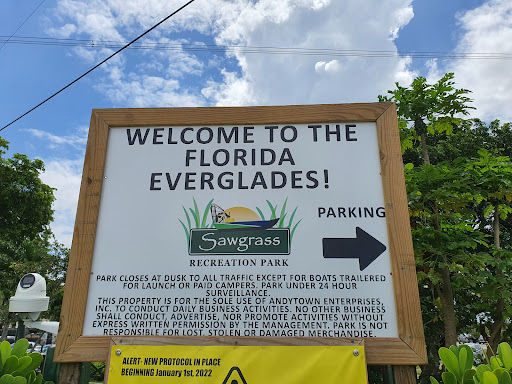 WELCOME TO THE
FLORIDA
EVERGLADES!
PARKING
Sawgrass
RECREATION PARK
PARK CLOSES AT DUSK TO ALL TRAFFIC EXCEPT FOR BOATS TRAILERED
FOR LAUNCH OR PAID CAMPERS. PARK UNDER 24 HOUR
SURVEILLANCE.
THIS PROPERTY IS FOR THE SOLE USE OF ANDYTOWN ENTERPRISES,
INC. TO CONDUCT DAILY BUSINESS ACTIVITIES. NO OTHER BUSINESS
SHALL CONDUCT, ADVERTISE, NOR PROMOTE ACTIVITIES WITHOUT
EXPRESS WRITTEN PERMISSION BY THE MANAGEMENT. PARK IS NOT
RESPONSIBLE FOR LOST, STOLEN OR DAMAGED MERCHANDISE.
ALERT- NEW PROTOCOL IN PLACE
BEGINNING January 1st, 2022